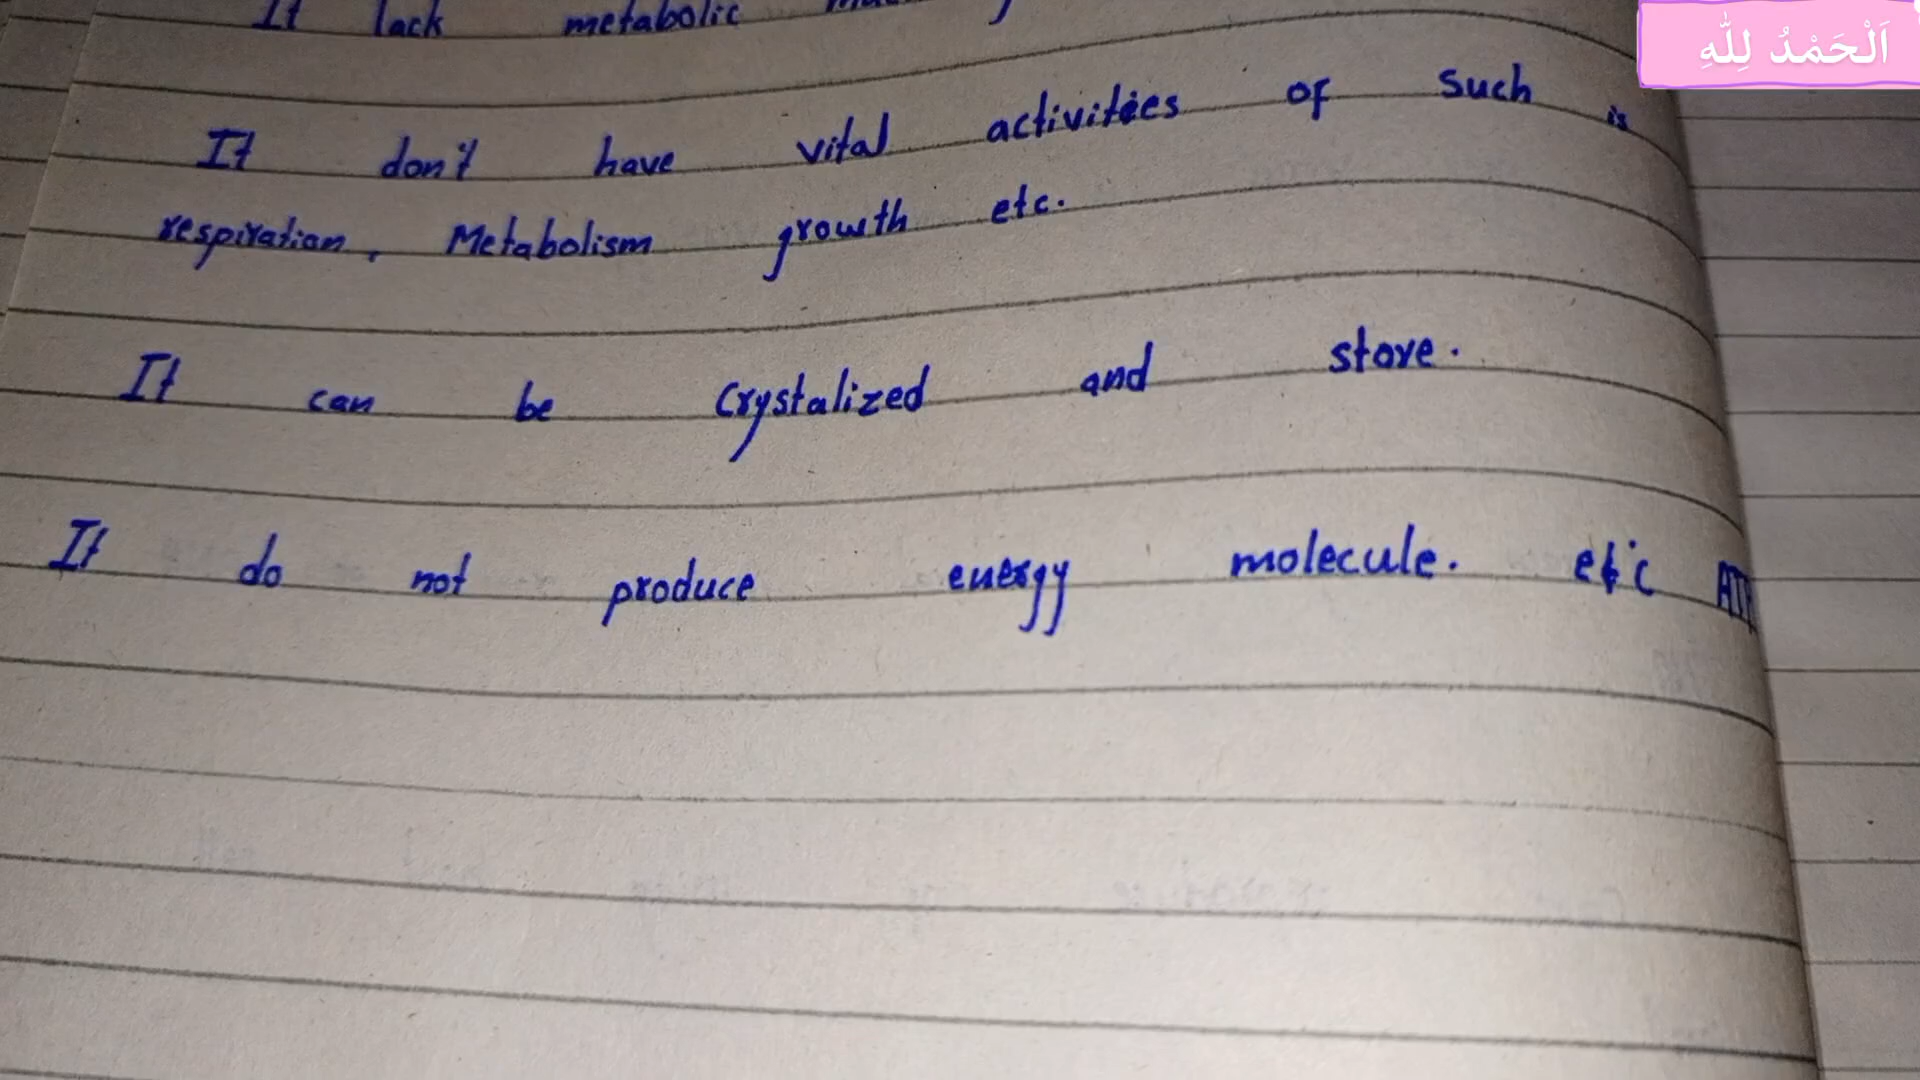 It lack metabolic
اَلْحَمْدُ لِلّٰهِ
It don't have vital activities of such is
respiration, Metabolism growth etc.
It can be Crystalized and store.
It do not produce energy molecule. etc ATP